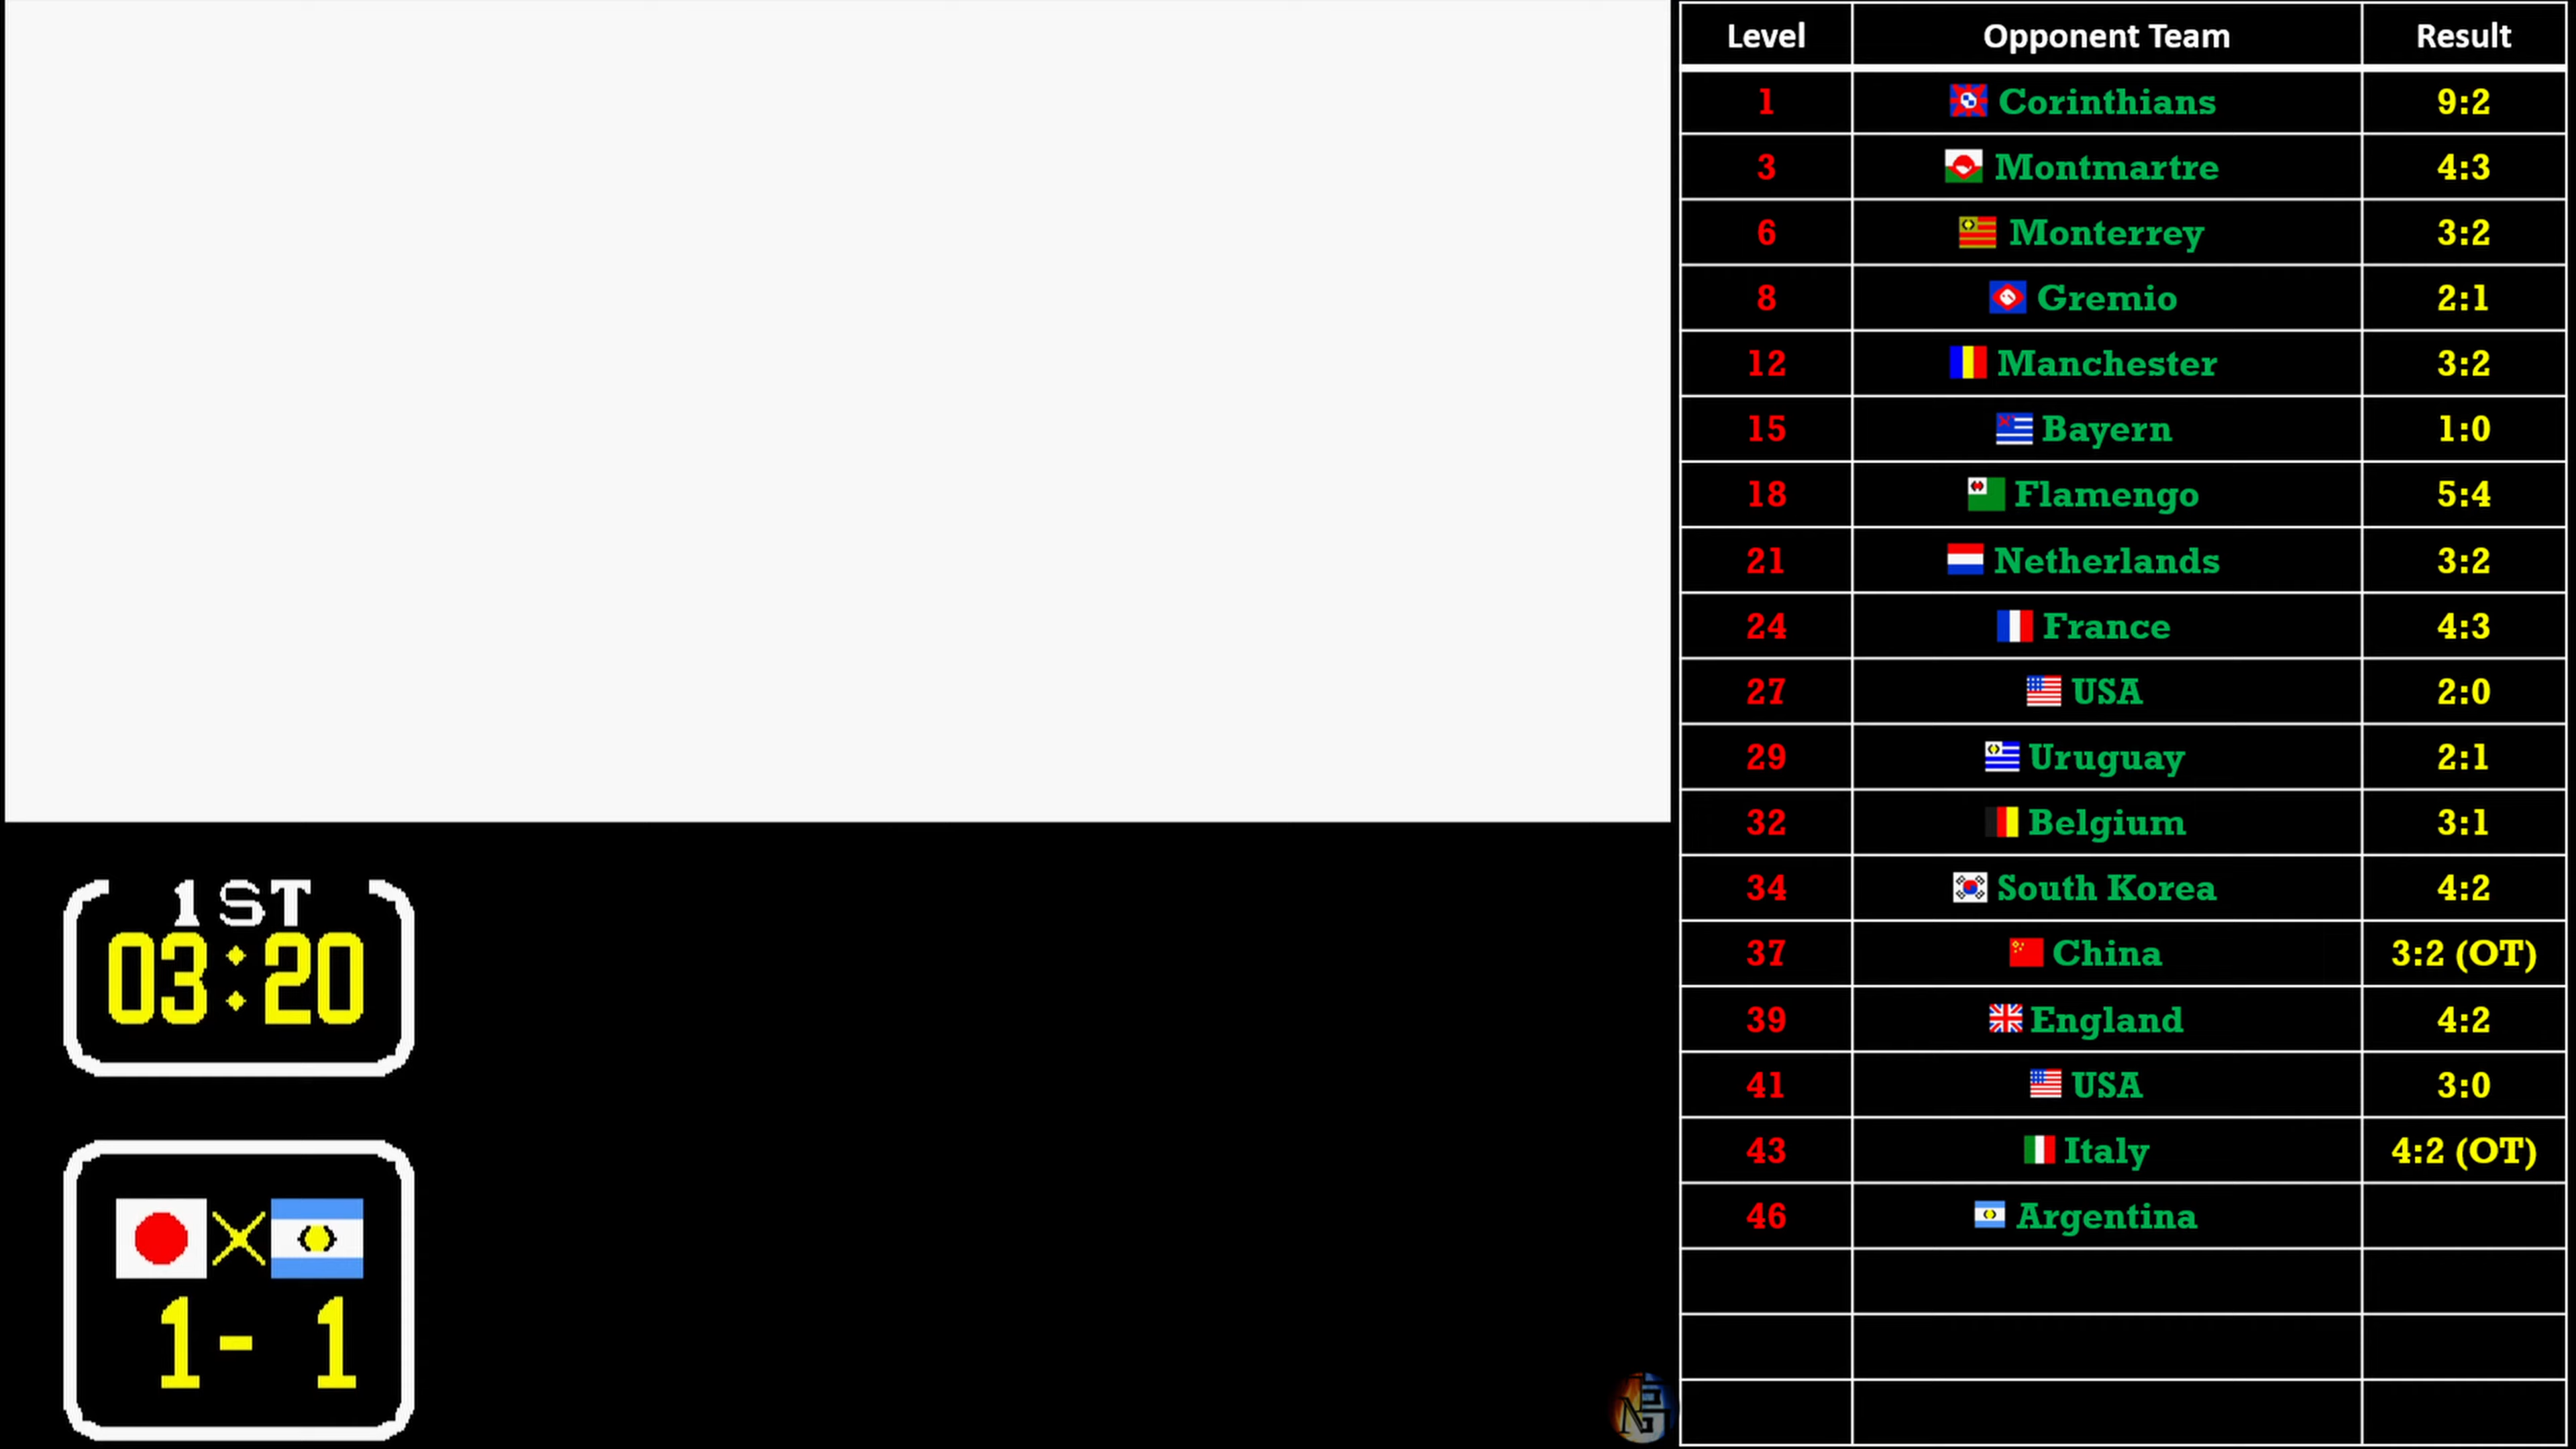 1ST
03:20
1 - 1
Level Opponent Team Result
1 Corinthians 9:2
3 Montmartre 4:3
6 Monterrey 3:2
8 Gremio 2:1
12 Manchester 3:2
15 Bayern 1:0
18 Flamengo 5:4
21 Netherlands 3:2
24 France 4:3
27 USA 2:0
29 Uruguay 2:1
32 Belgium 3:1
34 South Korea 4:2
37 China 3:2 (OT)
39 England 4:2
41 USA 3:0
43 Italy 4:2 (OT)
46 Argentina